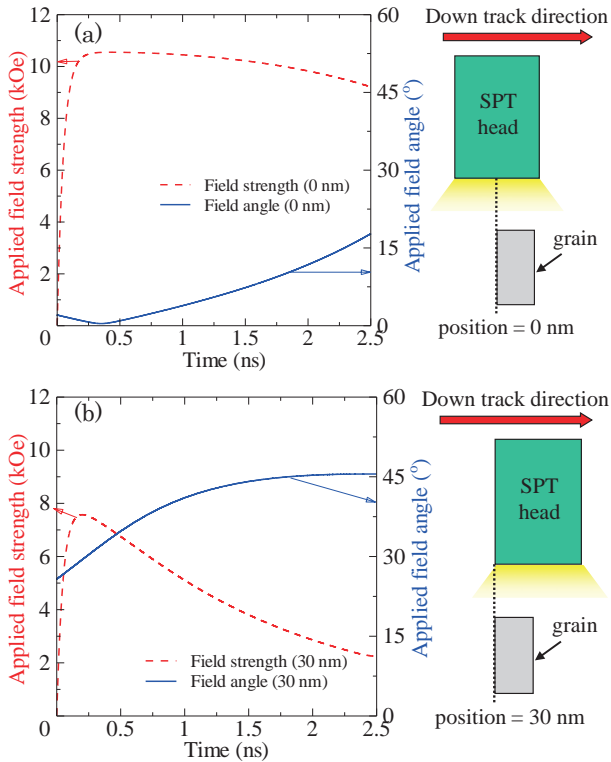 (a)
12
10
8
6
4
2
0
Applied field strength (kOe)
60
45
30
15
0
Applied field angle (°)
Field strength (0 nm)
Field angle (0 nm)
0 0.5 1 1.5 2 2.5
Time (ns)
Down track direction
SPT
head
grain
position = 0 nm
(b)
12
10
8
6
4
2
0
Applied field strength (kOe)
60
45
30
15
0
Applied field angle (°)
Field strength (30 nm)
Field angle (30 nm)
0 0.5 1 1.5 2 2.5
Time (ns)
Down track direction
SPT
head
grain
position = 30 nm